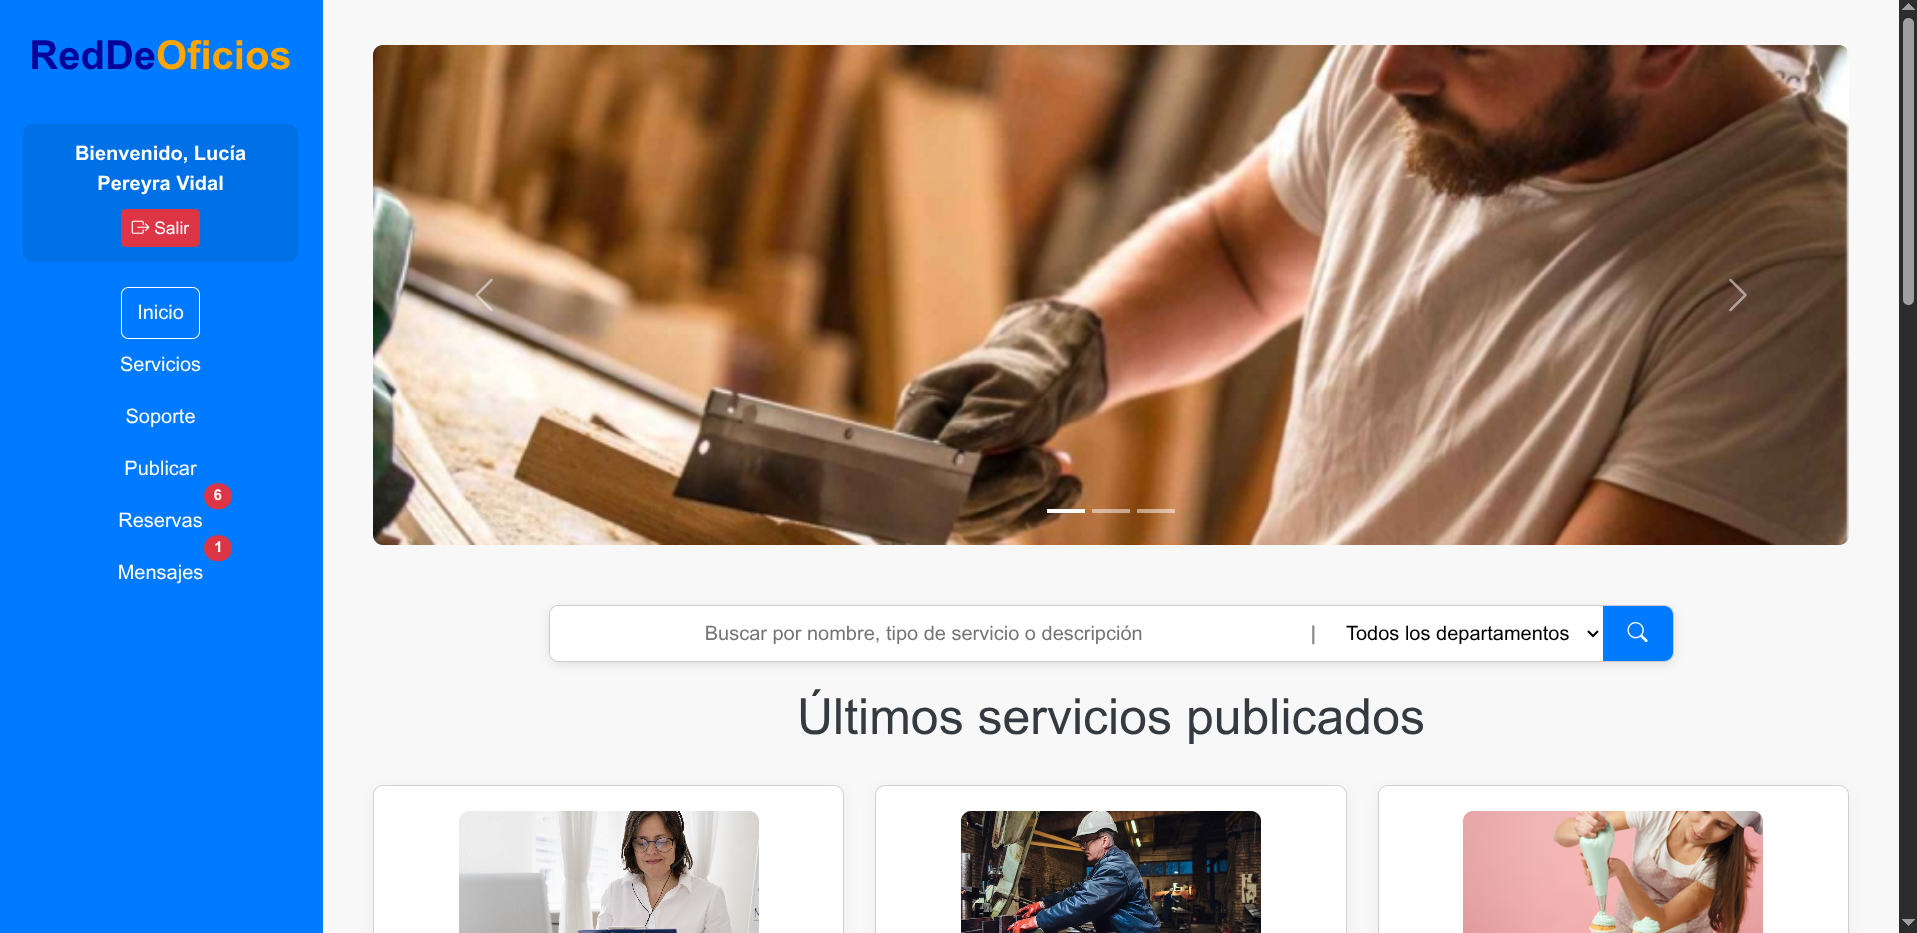 RedDeOficios
Bienvenido, Lucía
Pereyra Vidal
Salir
Inicio
Servicios
Soporte
Publicar
6
Reservas
1
Mensajes
Buscar por nombre, tipo de servicio o descripción | Todos los departamentos
Últimos servicios publicados